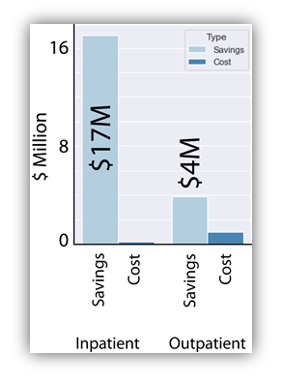 Type
Savings
Cost
$ Million
16
8
0
$17M
$4M
Savings
Cost
Savings
Cost
Inpatient
Outpatient